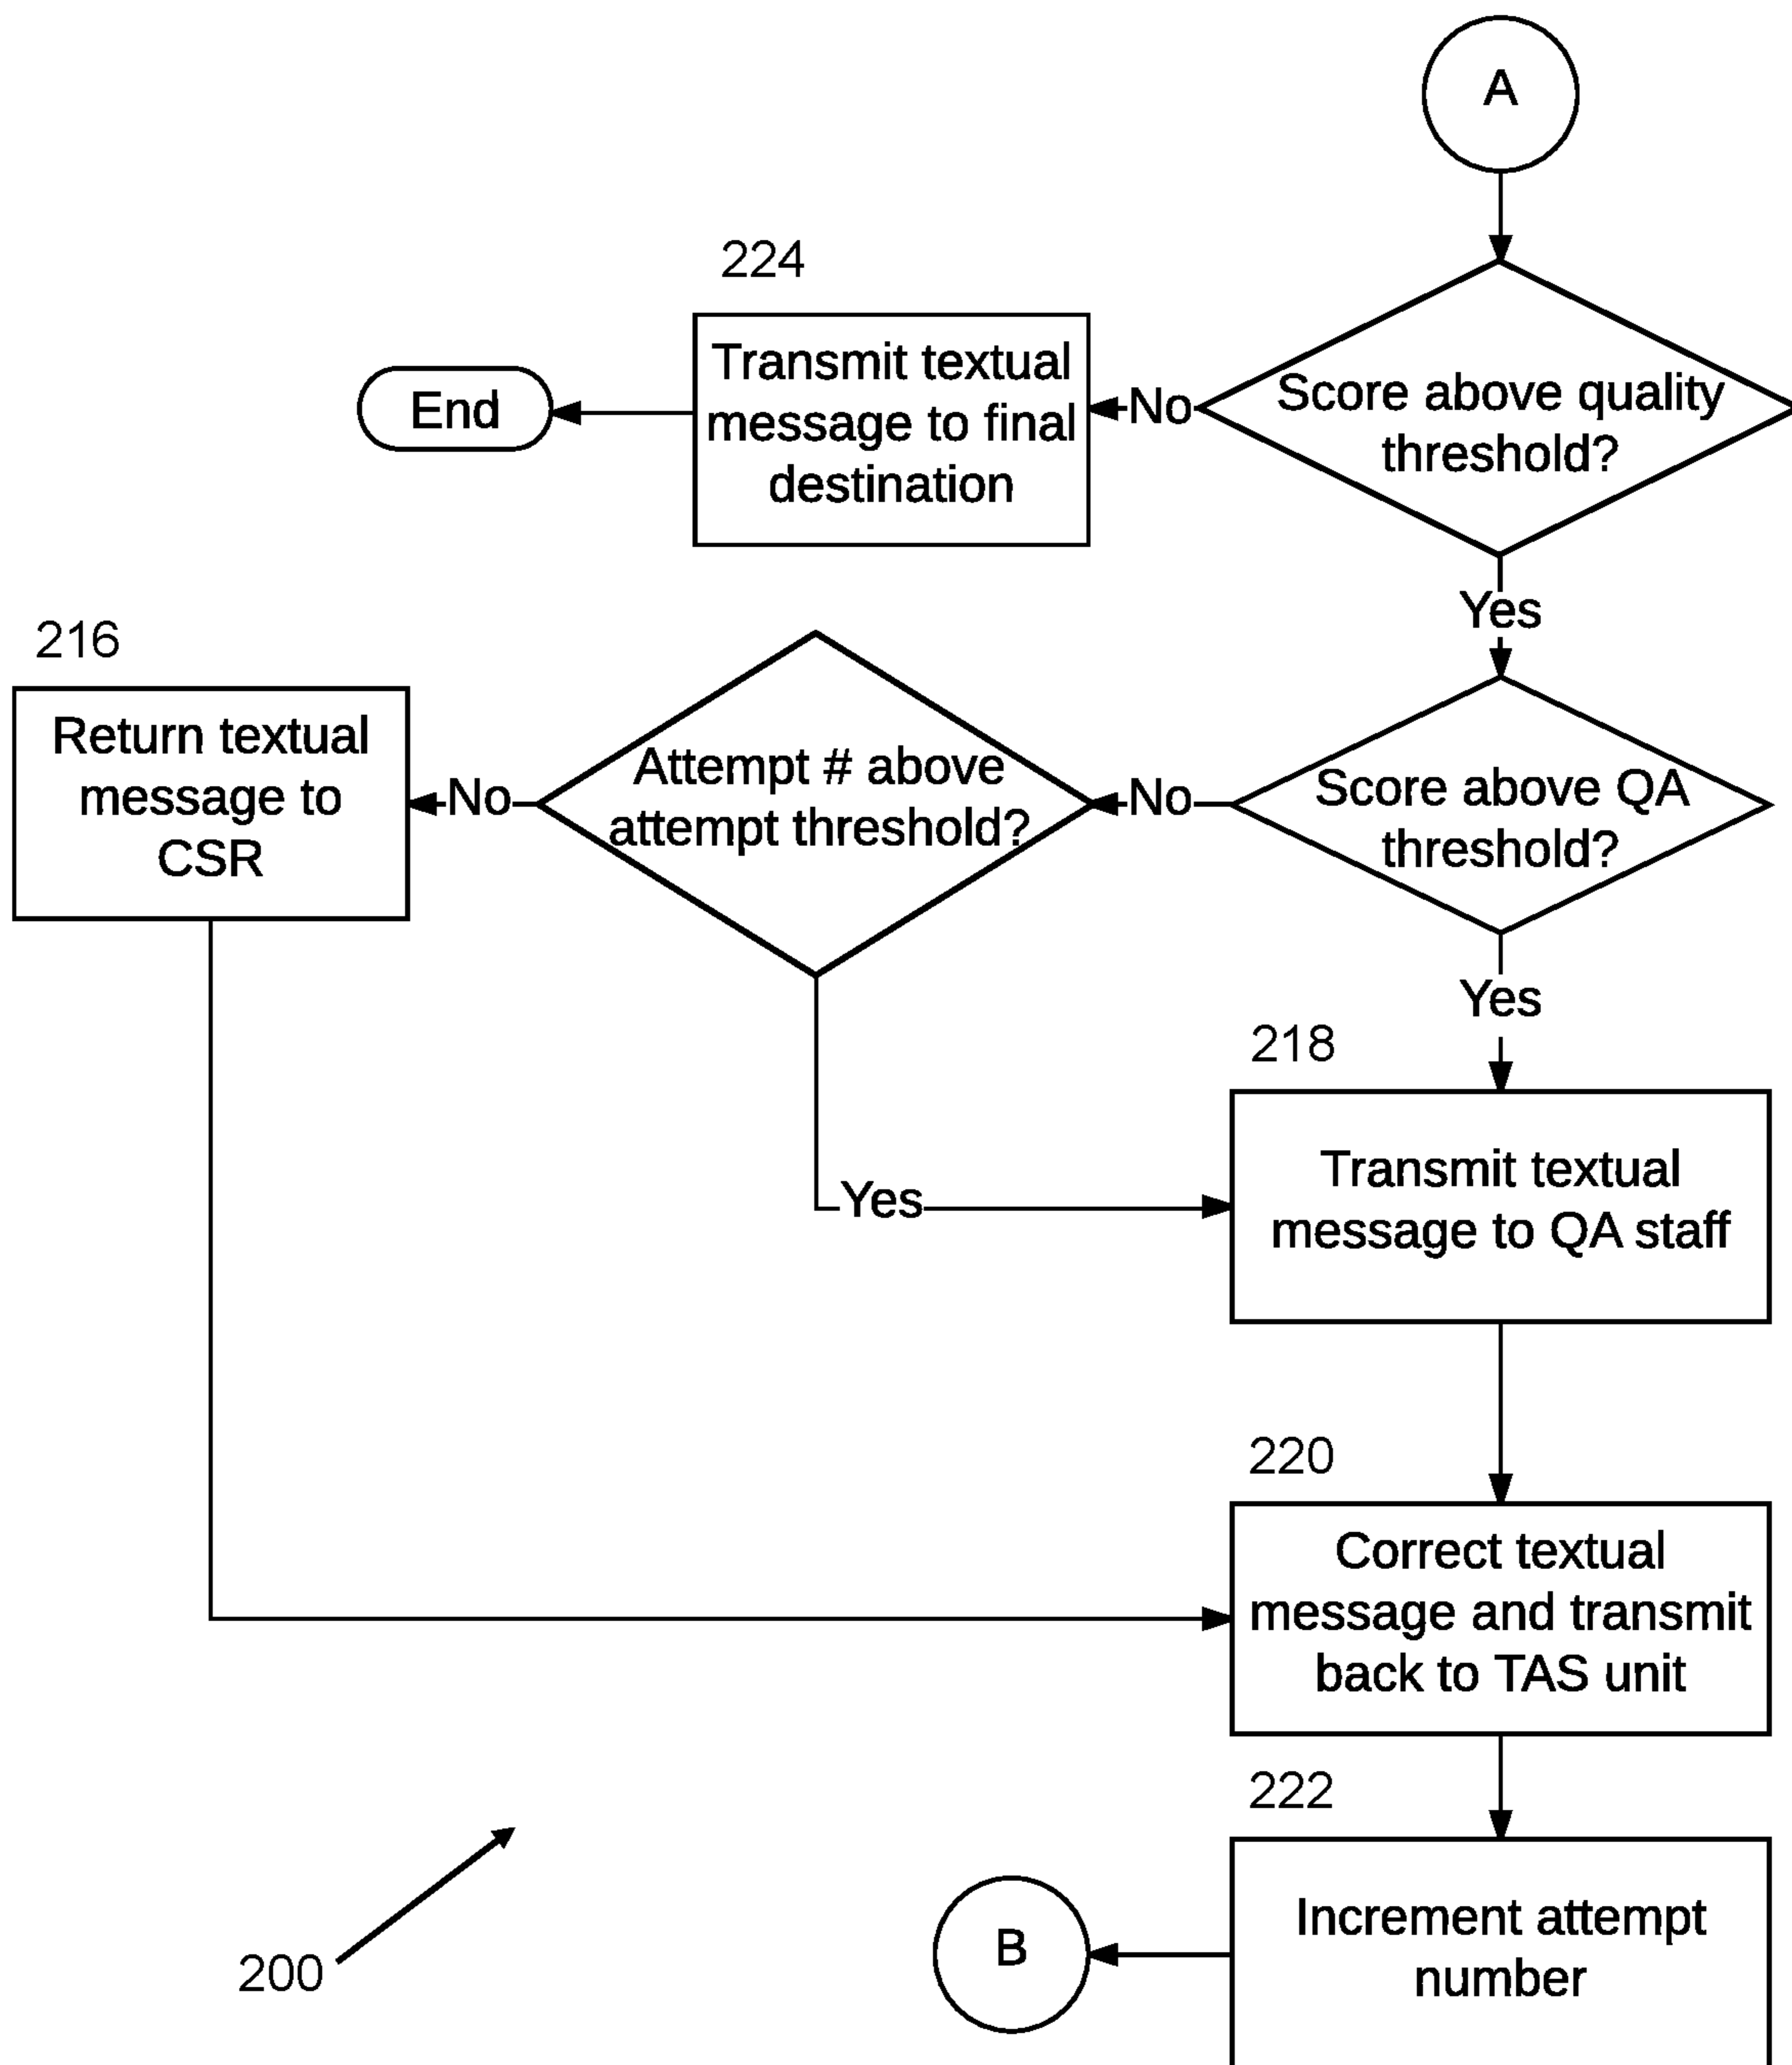 A
224
Transmit textual
message to final
destination
End
No
Score above quality
threshold?
Yes
216
Return textual
message to
CSR
No
Attempt # above
attempt threshold?
No
Score above QA
threshold?
Yes
218
Yes
Transmit textual
message to QA staff
220
Correct textual
message and transmit
back to TAS unit
222
Increment attempt
number
B
200